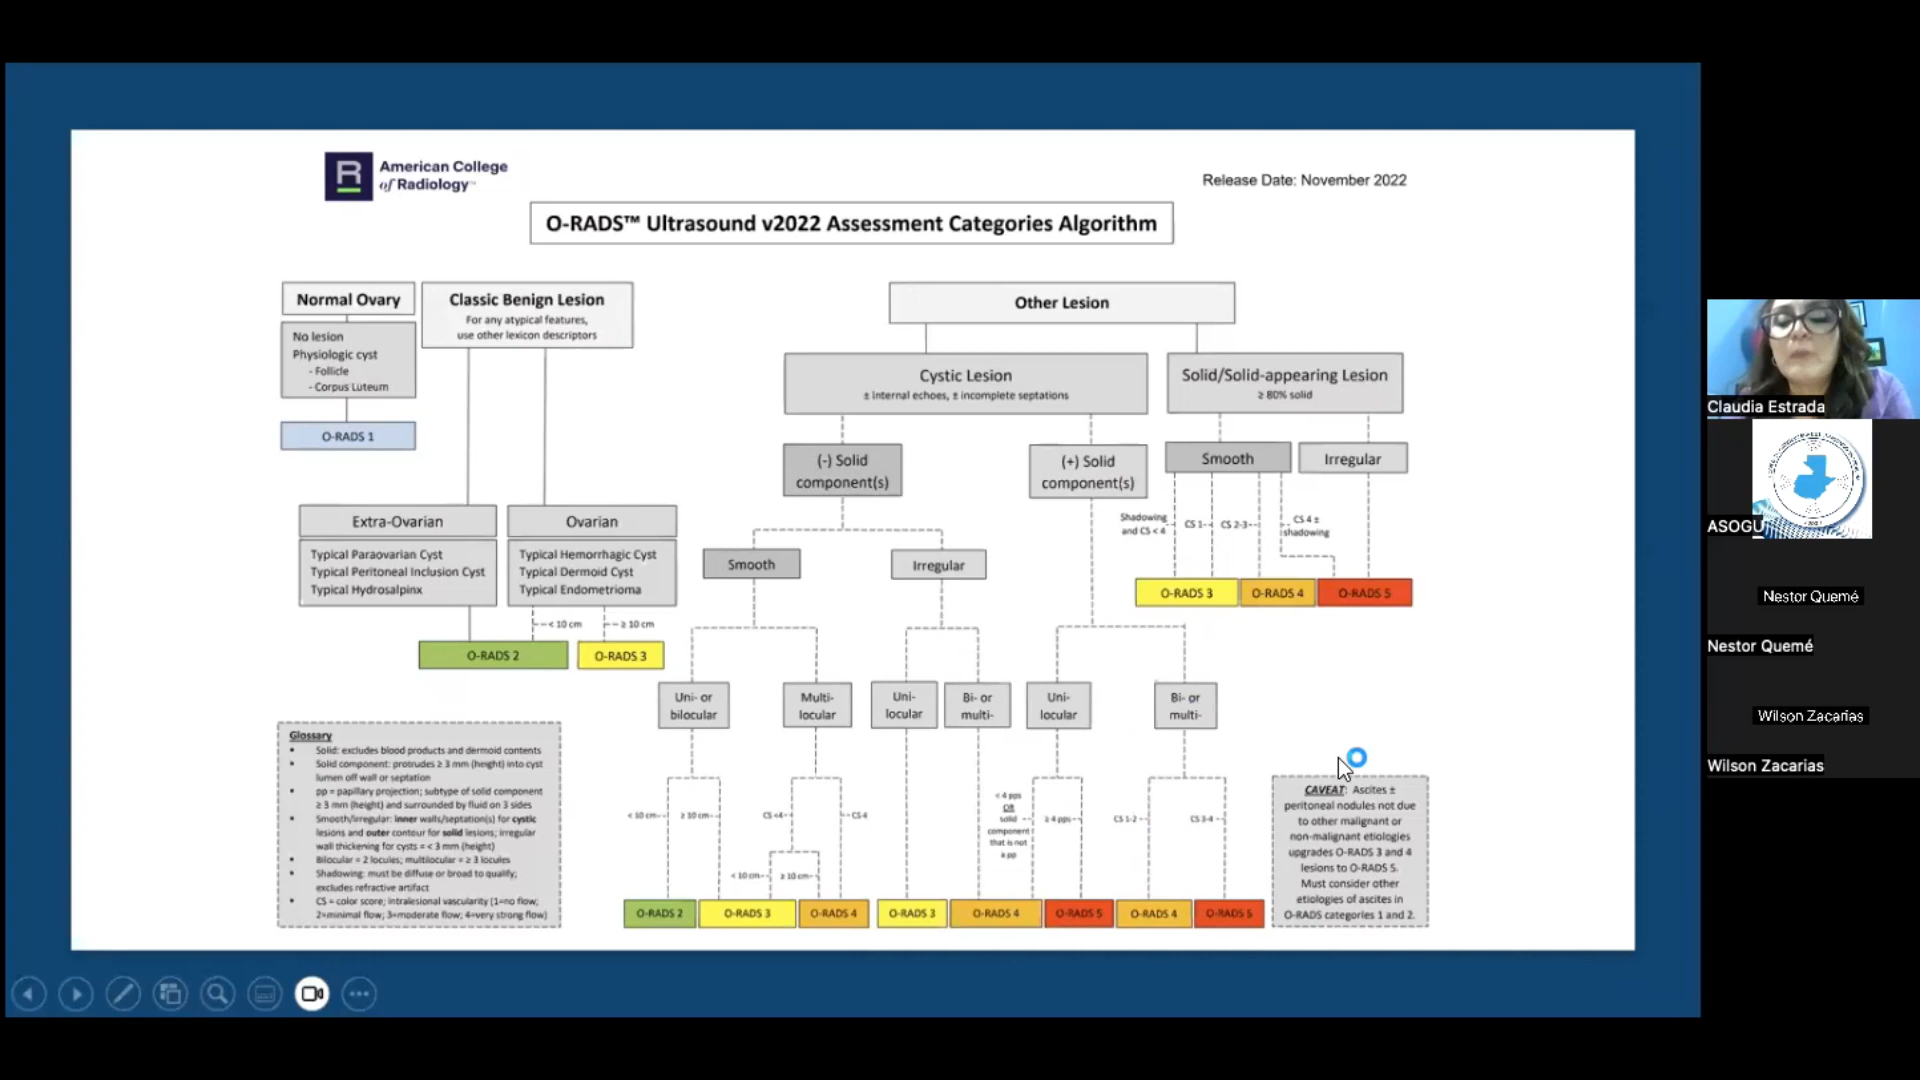 American College
of Radiology™
Release Date: November 2022
O-RADS™ Ultrasound v2022 Assessment Categories Algorithm
Normal Ovary
No lesion
Physiologic cyst
- Follicle
- Corpus Luteum
O-RADS 1
Classic Benign Lesion
For any atypical features,
use other lexicon descriptors
Extra-Ovarian
Typical Paraovarian Cyst
Typical Peritoneal Inclusion Cyst
Typical Hydrosalpinx
Ovarian
Typical Hemorrhagic Cyst
Typical Dermoid Cyst
Typical Endometrioma
< 10 cm
≥ 10 cm
O-RADS 2
O-RADS 3
Other Lesion
Cystic Lesion
± internal echoes, ± incomplete septations
Solid/Solid-appearing Lesion
≥ 80% solid
(-) Solid
component(s)
(+) Solid
component(s)
Smooth
Irregular
Shadowing
and CS < 4
CS 1
CS 2-3
CS 4 ±
shadowing
O-RADS 3
O-RADS 4
O-RADS 5
Smooth
Irregular
Uni- or
bilocular
Multi-
locular
Uni-
locular
Bi- or
multi-
Uni-
locular
Bi- or
multi-
< 10 cm
≥ 10 cm
CS <4
CS 4
< 10 cm
≥ 10 cm
< 4 pps
OR
solid
component
that is not
a pp
≥ 4 pps
CS 1-2
CS 3-4
O-RADS 2
O-RADS 3
O-RADS 4
O-RADS 3
O-RADS 4
O-RADS 5
O-RADS 4
O-RADS 5
Glossary
• Solid: excludes blood products and dermoid contents
• Solid component: protrudes ≥ 3 mm (height) into cyst
lumen off wall or septation
• pp = papillary projection; subtype of solid component
≥ 3 mm (height) and surrounded by fluid on 3 sides
• Smooth/irregular: inner walls/septation(s) for cystic
lesions and outer contour for solid lesions; irregular
wall thickening for cysts = < 3 mm (height)
• Bilocular = 2 locules; multilocular = ≥ 3 locules
• Shadowing: must be diffuse or broad to qualify;
excludes refractive artifact
• CS = color score; intralesional vascularity (1=no flow;
2=minimal flow; 3=moderate flow; 4=very strong flow)
CAVEAT: Ascites ±
peritoneal nodules not due
to other malignant or
non-malignant etiologies
upgrades O-RADS 3 and 4
lesions to O-RADS 5.
Must consider other
etiologies of ascites in
O-RADS categories 1 and 2.
Claudia Estrada
ASOGU
Nestor Quemé
Nestor Quemé
Wilson Zacarias
Wilson Zacarias